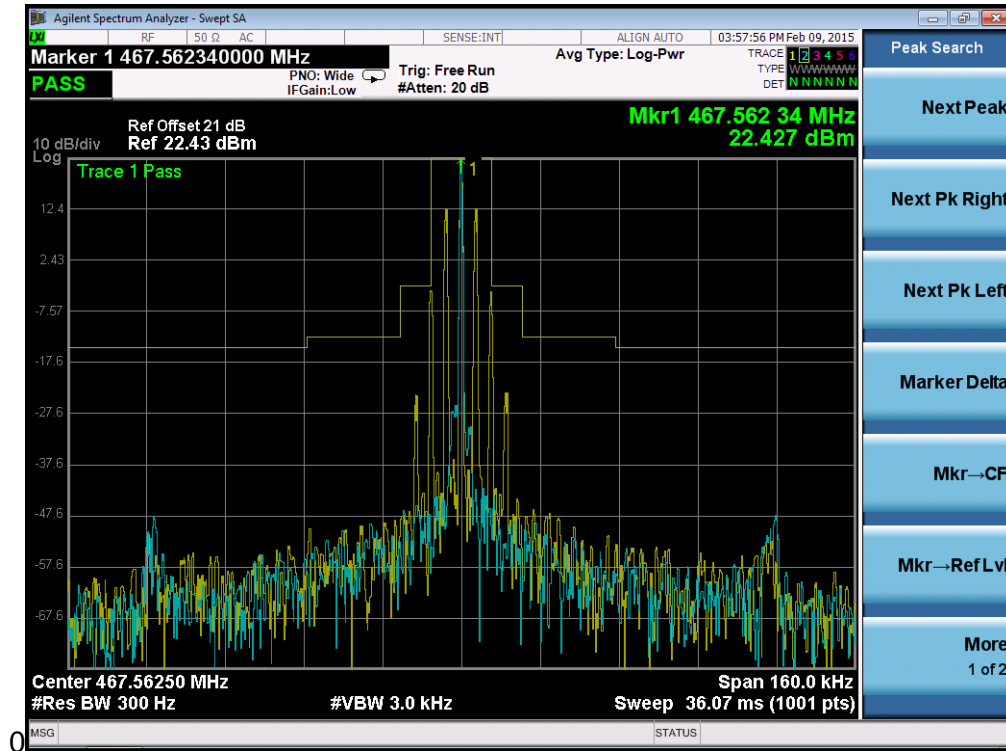 Agilent Spectrum Analyzer - Swept SA
LXI RF 50 Ω AC SENSE:INT ALIGN AUTO 03:57:56 PM Feb 09, 2015
Marker 1 467.562340000 MHz
PASS
PNO: Wide
IFGain:Low
Trig: Free Run
#Atten: 20 dB
Avg Type: Log-Pwr
TRACE 1 2 3 4 5 6
TYPE WWWWWW
DET N N N N N N
Peak Search
Next Peak
Next Pk Right
Next Pk Left
Marker Delta
Mkr→CF
Mkr→Ref Lvl
More
1 of 2
Mkr1 467.562 34 MHz
22.427 dBm
Ref Offset 21 dB
10 dB/div Ref 22.43 dBm
Log
Trace 1 Pass
1
12.4
2.43
-7.57
-17.6
-27.6
-37.6
-47.6
-57.6
-67.6
Center 467.56250 MHz Span 160.0 kHz
#Res BW 300 Hz #VBW 3.0 kHz Sweep 36.07 ms (1001 pts)
0
MSG STATUS